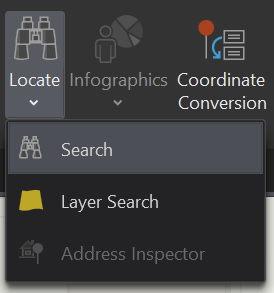 Locate
Infographics
Coordinate
Conversion
Search
Layer Search
Address Inspector